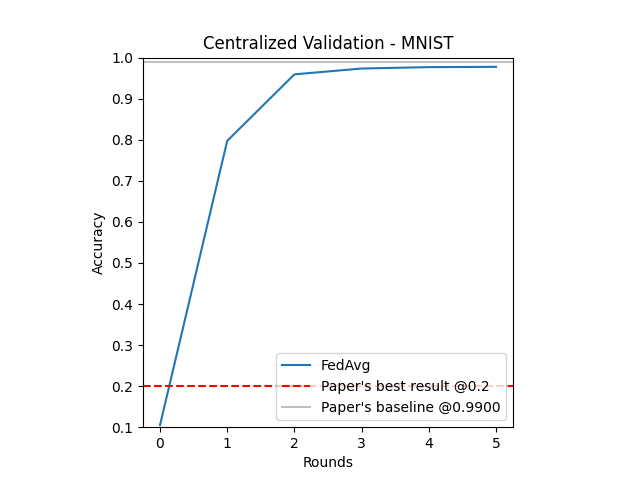 Centralized Validation - MNIST
1.0
0.9
0.8
0.7
0.6
0.5
0.4
0.3
0.2
0.1
Accuracy
FedAvg
Paper's best result @0.2
Paper's baseline @0.9900
0 1 2 3 4 5
Rounds